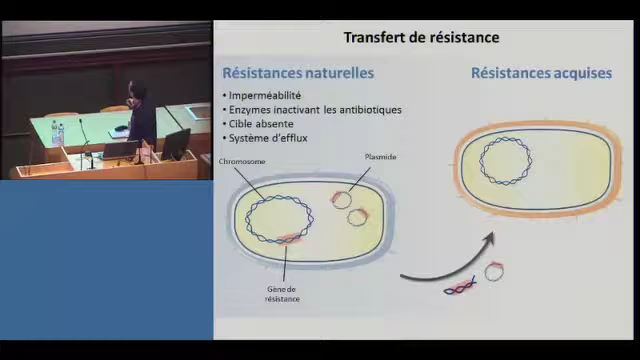 Transfert de résistance
Résistances naturelles
• Imperméabilité
• Enzymes inactivant les antibiotiques
• Cible absente
• Système d'efflux
Résistances acquises
Chromosome
Plasmide
Gène de
résistance